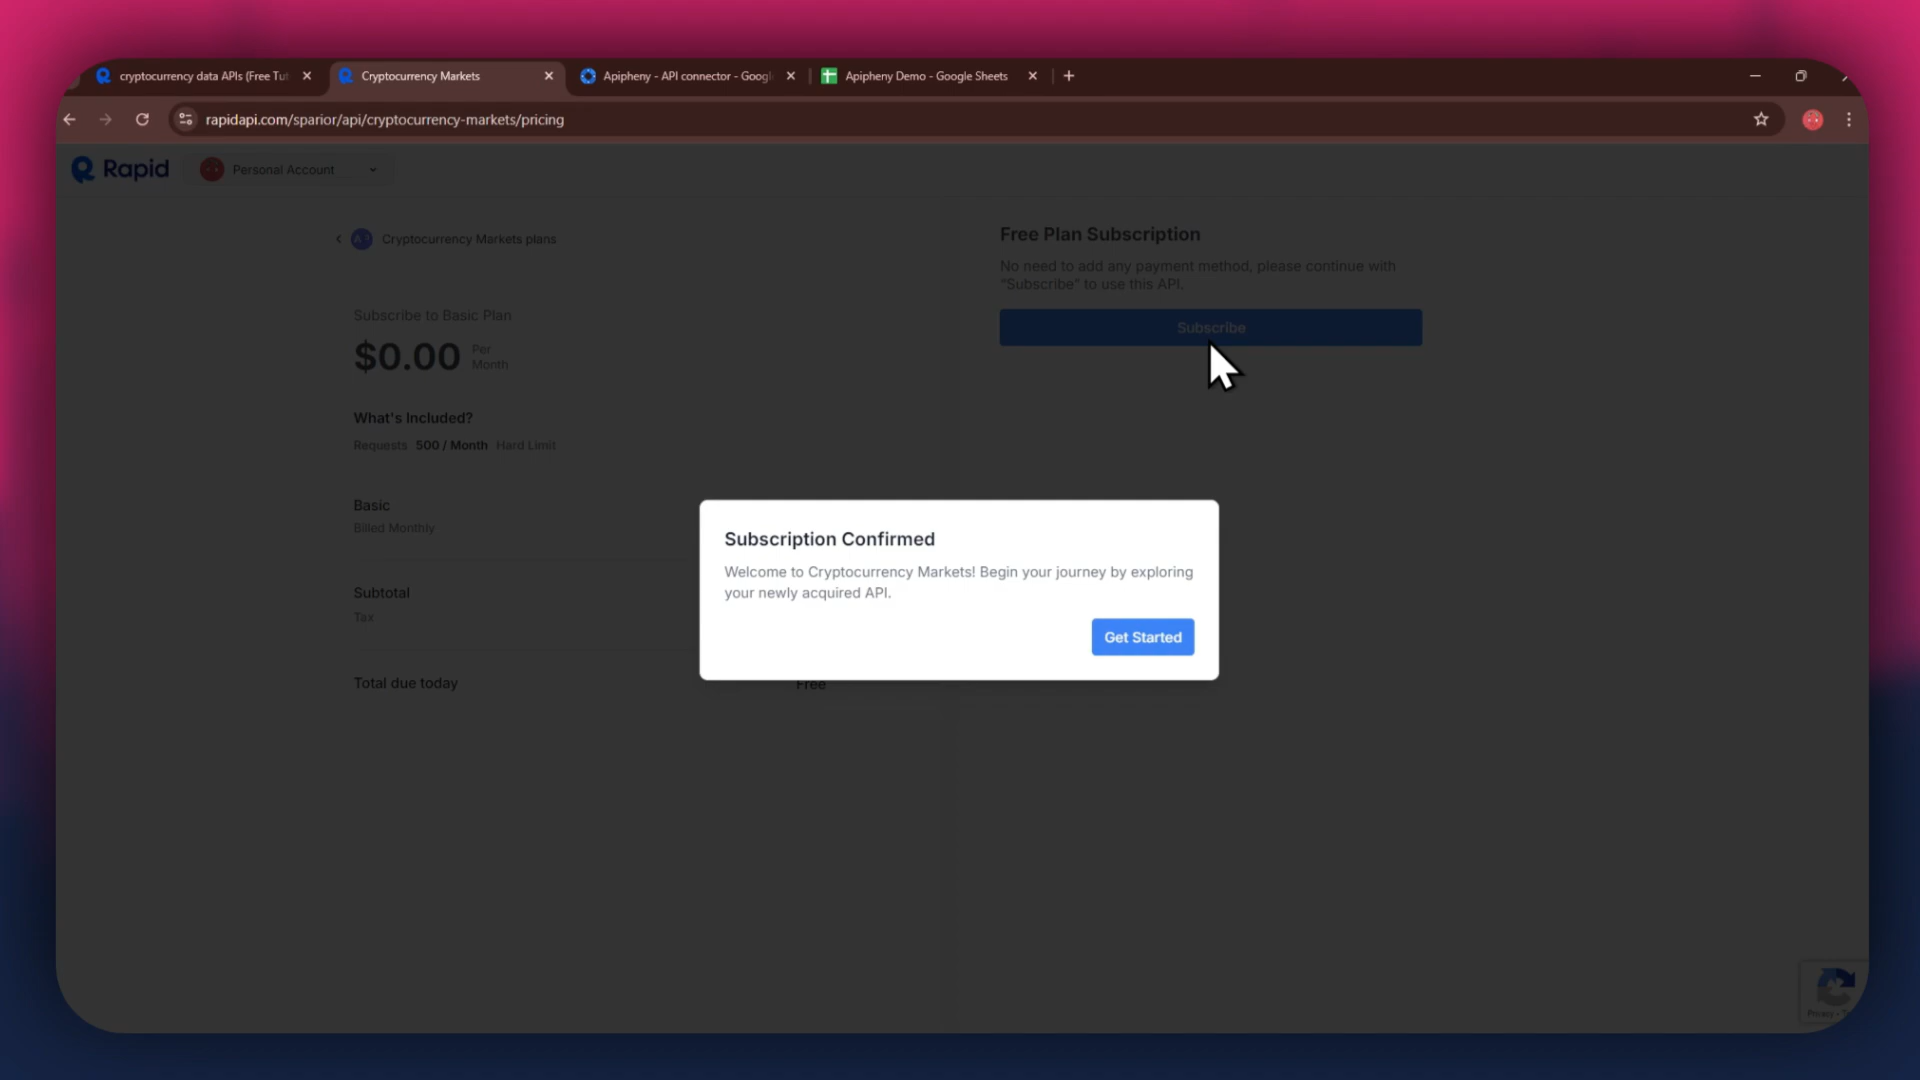 cryptocurrency data APIs (Free Tut
Cryptocurrency Markets
Apipheny - API connector - Googl
Apipheny Demo - Google Sheets
rapidapi.com/sparior/api/cryptocurrency-markets/pricing
Rapid
Personal Account
Cryptocurrency Markets plans
Subscribe to Basic Plan
$0.00 Per Month
What's Included?
Requests 500 / Month Hard Limit
Basic
Billed Monthly
Subtotal
Tax
Total due today Free
Free Plan Subscription
No need to add any payment method, please continue with
"Subscribe" to use this API.
Subscribe
Subscription Confirmed
Welcome to Cryptocurrency Markets! Begin your journey by exploring
your newly acquired API.
Get Started
Privacy